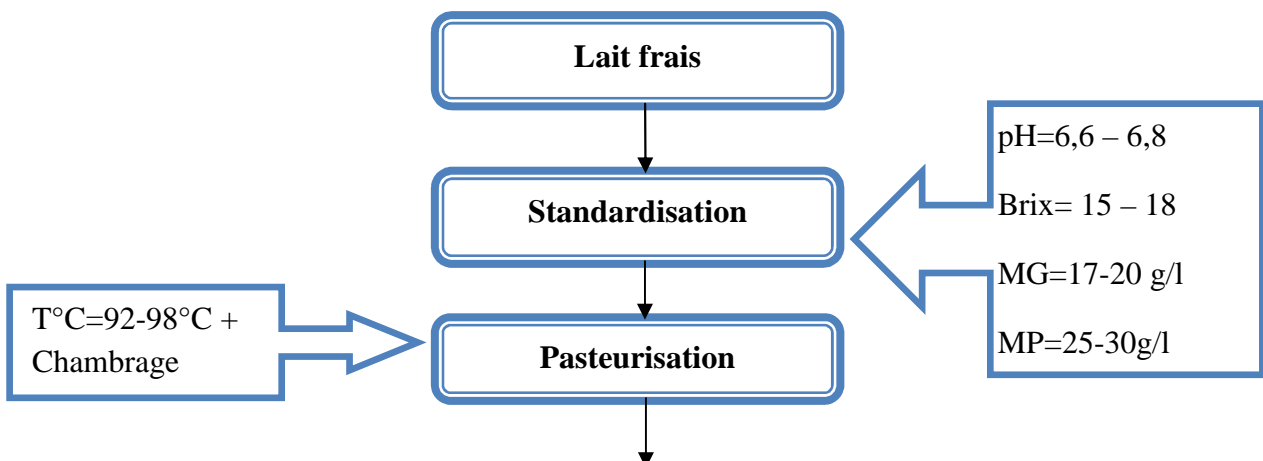 Lait frais
Standardisation
pH=6,6 – 6,8
Brix= 15 – 18
MG=17-20 g/l
MP=25-30g/l
T°C=92-98°C +
Chambrage
Pasteurisation